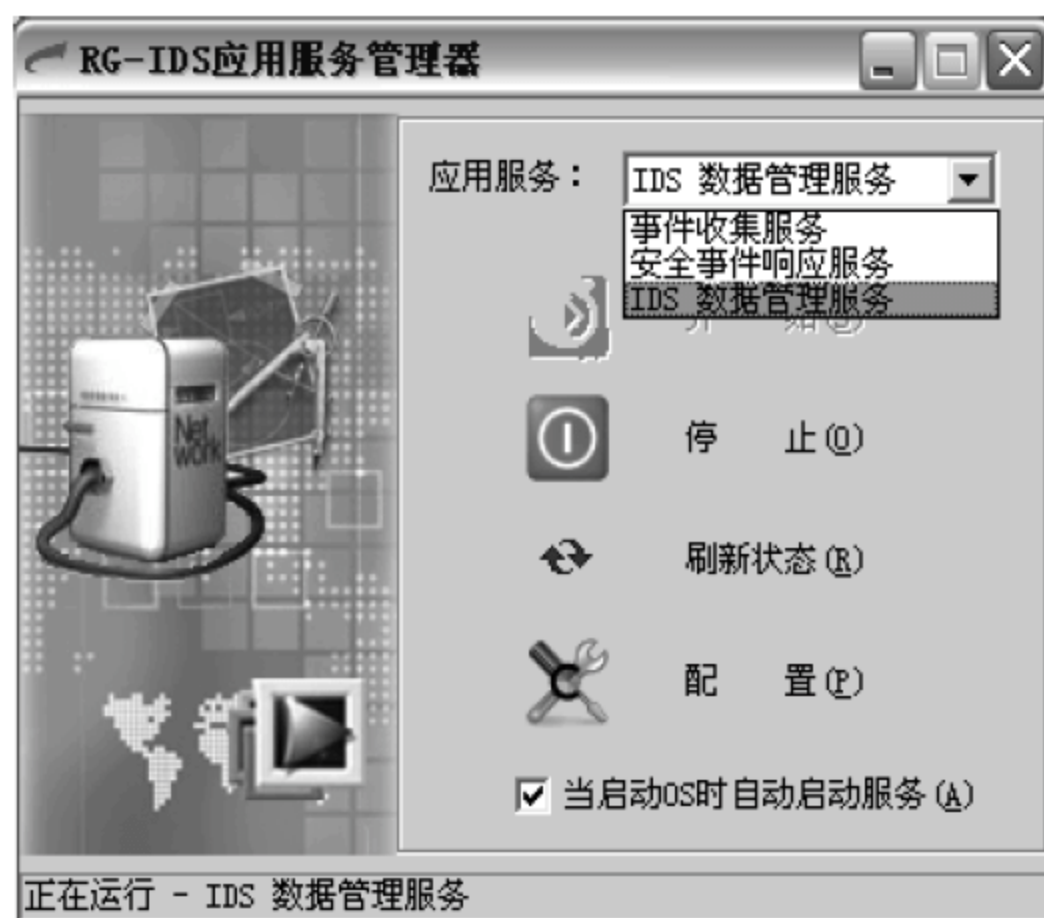 RG-IDS应用服务管理器
应用服务： IDS 数据管理服务
事件收集服务
安全事件响应服务
IDS 数据管理服务
停 止(O)
刷新状态(R)
配 置(P)
当启动OS时自动启动服务(A)
Net
work
正在运行 - IDS 数据管理服务